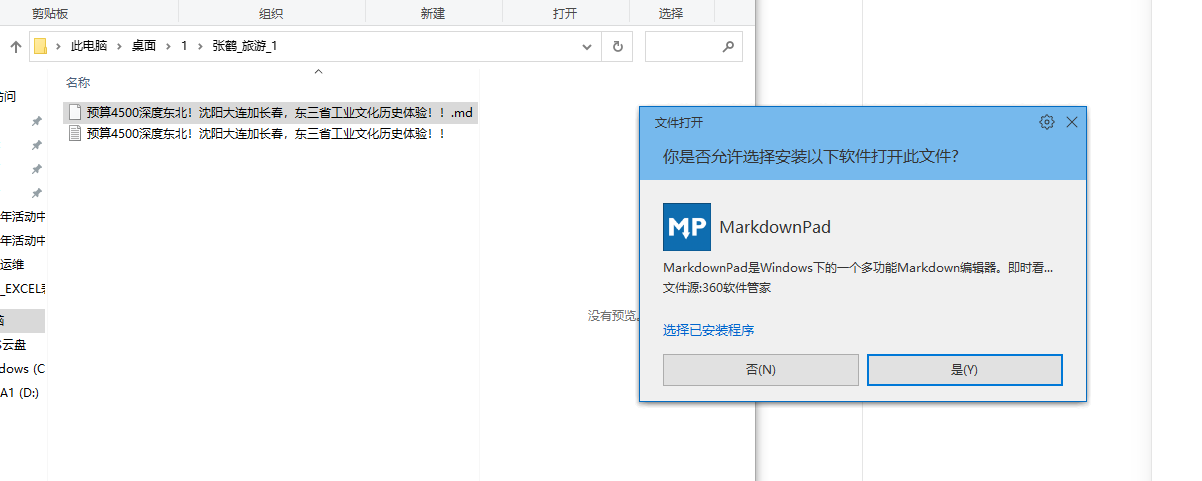 剪贴板 组织 新建 打开 选择
此电脑 桌面 1 张鹤_旅游_1
名称
访问
预算4500深度东北！沈阳大连加长春，东三省工业文化历史体验！！.md
预算4500深度东北！沈阳大连加长春，东三省工业文化历史体验！！
年活动中
年活动中
运维
_EXCEL表
脑
S云盘
dows (C
A1 (D:)
没有预览。
文件打开
你是否允许选择安装以下软件打开此文件？
MP
MarkdownPad
MarkdownPad是Windows下的一个多功能Markdown编辑器。即时看...
文件源:360软件管家
选择已安装程序
否(N) 是(Y)